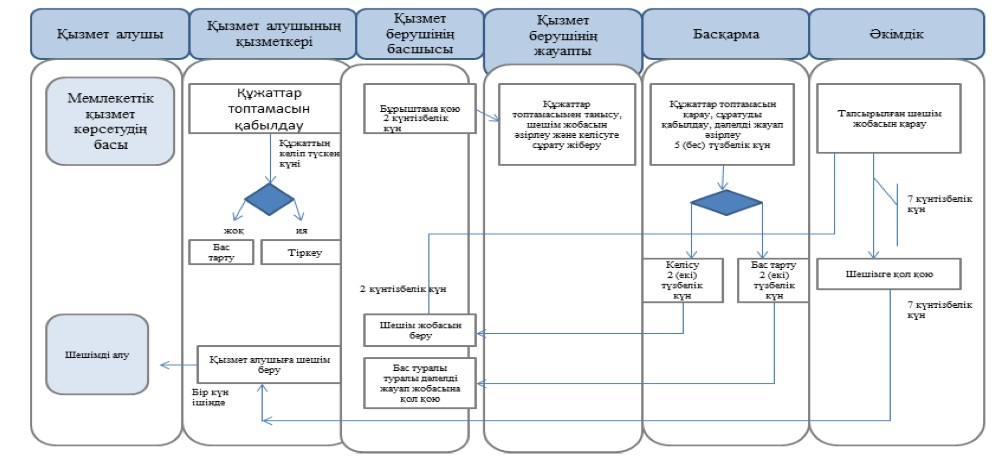 Қызмет алушы
Қызмет алушының
қызметкері
Қызмет
берушінің
басшысы
Қызмет
берушінің
жауапты
Басқарма
Әкімдік
Мемлекеттік
қызмет
көрсетудің
басы
Құжаттар
топтамасын
қабылдау
Құжаттың
келіп түскен
күні
жоқ
ия
Бас
тарту
Тіркеу
Бұрыштама қою
2 күнтізбелік
күн
Құжаттар
топтамасымен танысу,
шешім жобасын
әзірлеу және келісуге
сұрату жіберу
Құжаттар топтамасын
қарау, сұратуды
қабылдау, дәлелді жауап
әзірлеу
5 (бес) түзбелік күн
Тапсырылған шешім
жобасын қарау
7 күнтізбелік
күн
Келісу
2 (екі)
түзбелік
күн
Бас тарту
2 (екі)
түзбелік
күн
Шешімге қол қою
7 күнтізбелік
күн
2 күнтізбелік күн
Шешім жобасын
беру
Шешімді алу
Қызмет алушыға шешім
беру
Бір күн
ішінде
Бас туралы
туралы дәлелді
жауап жобасына
қол қою